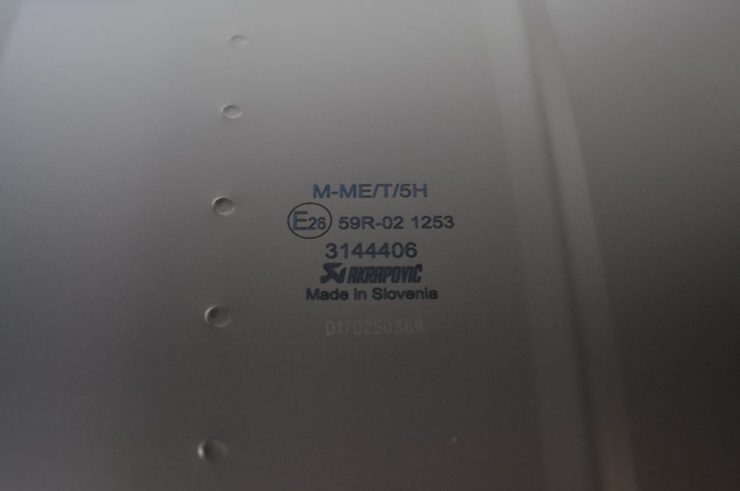 M-ME/T/5H
E26 59R-02 1253
3144406
AKRAPOVIC
Made in Slovenia
0170250369